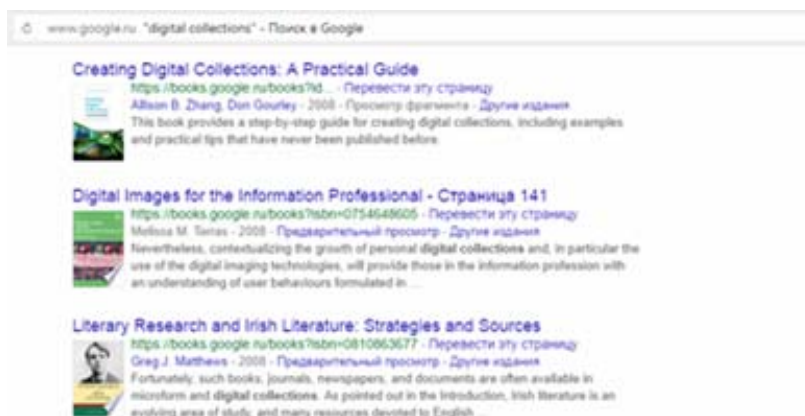 www.google.ru "digital collections" - Поиск в Google
Creating Digital Collections: A Practical Guide
https://books.google.ru/books?id... - Перевести эту страницу
Allison B. Zhang, Don Gourley - 2008 - Просмотр фрагмента - Другие издания
This book provides a step-by-step guide for creating digital collections, including examples
and practical tips that have never been published before.
Digital Images for the Information Professional - Страница 141
https://books.google.ru/books?isbn=0754648605 - Перевести эту страницу
Melissa M. Terras - 2008 - Предварительный просмотр - Другие издания
Nevertheless, contextualizing the growth of personal digital collections and, in particular the
use of the digital imaging technologies, will provide those in the information profession with
an understanding of user behaviours formulated in ...
Literary Research and Irish Literature: Strategies and Sources
https://books.google.ru/books?isbn=0810863677 - Перевести эту страницу
Greg J. Matthews - 2008 - Предварительный просмотр - Другие издания
Fortunately, such books, journals, newspapers, and documents are often available in
microform and digital collections. As pointed out in the Introduction, Irish literature is an
evolving area of study, and many resources devoted to English ...